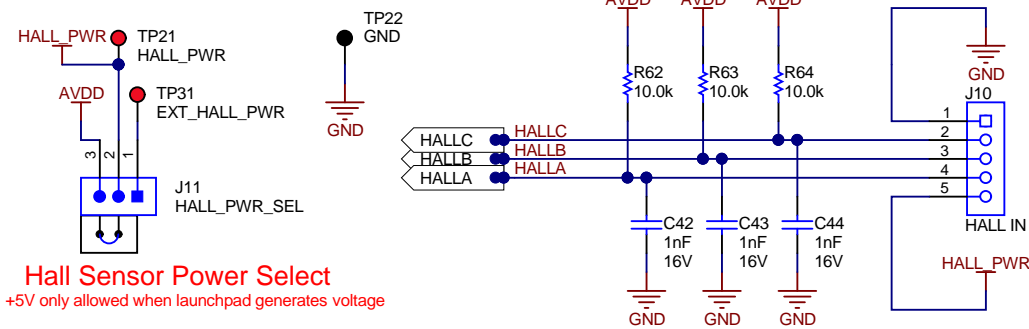 HALL_PWR
TP21
HALL_PWR
AVDD
TP31
EXT_HALL_PWR
3
2
1
J11
HALL_PWR_SEL
Hall Sensor Power Select
+5V only allowed when launchpad generates voltage
TP22
GND
GND
AVDD
AVDD
AVDD
R62
10.0k
R63
10.0k
R64
10.0k
HALLC
HALLC
HALLB
HALLB
HALLA
HALLA
C42
1nF
16V
C43
1nF
16V
C44
1nF
16V
GND
GND
GND
GND
J10
1
2
3
4
5
HALL IN
HALL_PWR